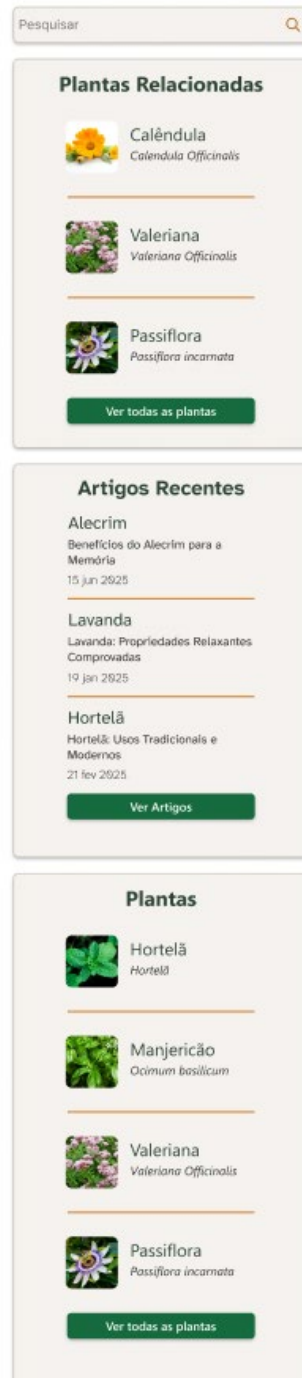 Pesquisar
Plantas Relacionadas
Calêndula
Calendula Officinalis
Valeriana
Valeriana Officinalis
Passiflora
Passiflora incarnata
Ver todas as plantas
Artigos Recentes
Alecrim
Benefícios do Alecrim para a
Memória
15 jun 2025
Lavanda
Lavanda: Propriedades Relaxantes
Comprovadas
19 jan 2025
Hortelã
Hortelã: Usos Tradicionais e
Modernos
21 fev 2025
Ver Artigos
Plantas
Hortelã
Hortelã
Manjericão
Ocimum basilicum
Valeriana
Valeriana Officinalis
Passiflora
Passiflora incarnata
Ver todas as plantas